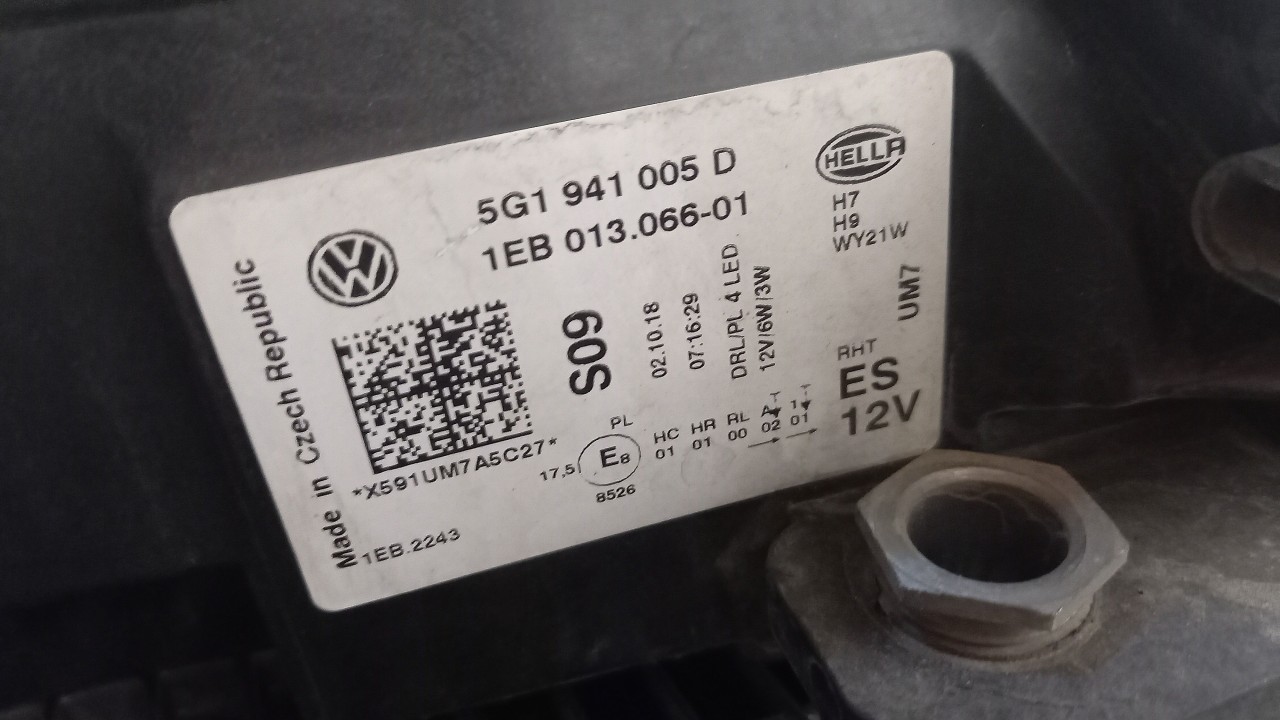 5G1 941 005 D
1EB 013.066-01
HELLA
H7
H9
WY21W
UM7
Made in Czech Republic
S09
02.10.18
07:16:29
DRL/PL 4 LED
12V/6W/3W
RHT
ES
12V
*X591UM7A5C27*
17,5
E8
PL
8526
HC
01
HR
01
RL
00
02
1
01
1EB.2243